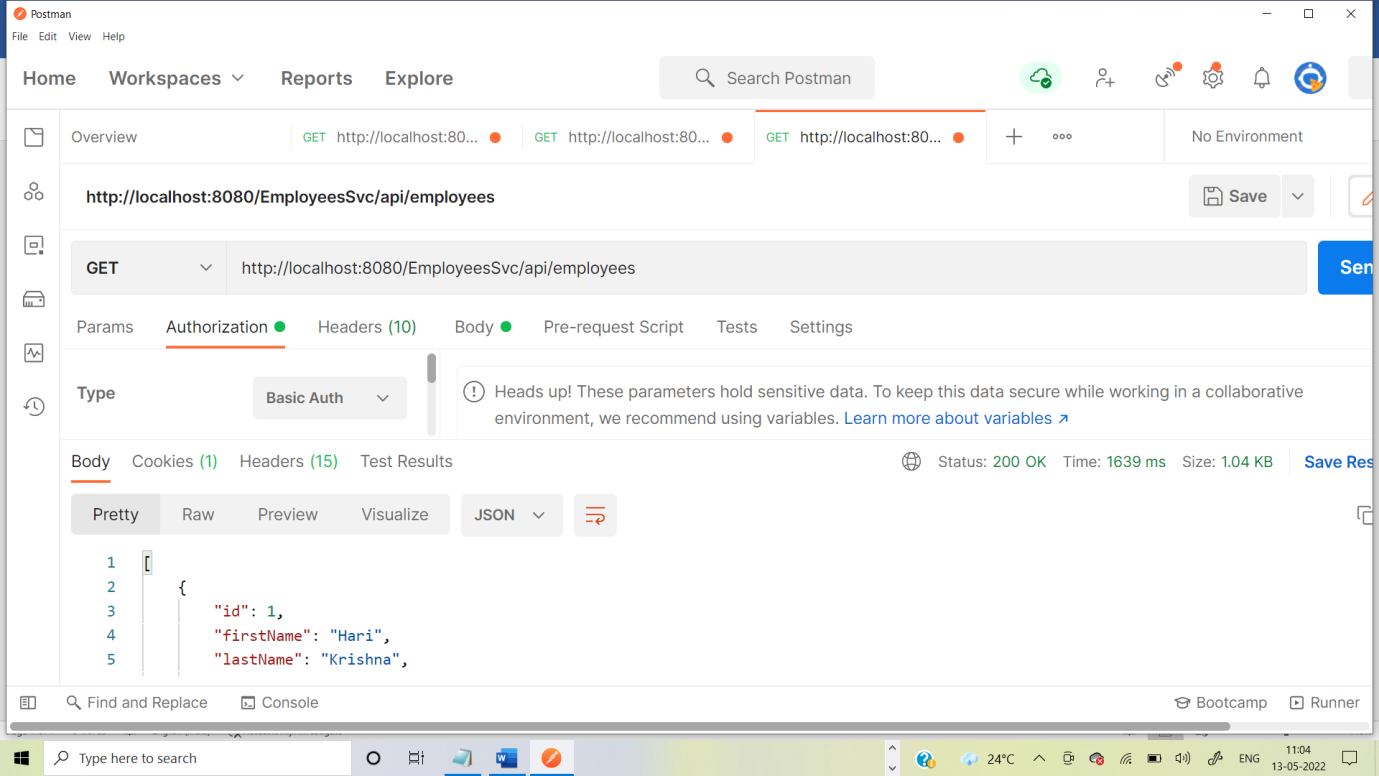 Postman
File Edit View Help
Home Workspaces Reports Explore Search Postman
Overview GET http://localhost:80... GET http://localhost:80... GET http://localhost:80... No Environment
http://localhost:8080/EmployeesSvc/api/employees Save
GET http://localhost:8080/EmployeesSvc/api/employees Sen
Params Authorization Headers (10) Body Pre-request Script Tests Settings
Type Basic Auth
Heads up! These parameters hold sensitive data. To keep this data secure while working in a collaborative
environment, we recommend using variables. Learn more about variables ↗
Body Cookies (1) Headers (15) Test Results Status: 200 OK Time: 1639 ms Size: 1.04 KB Save Res
Pretty Raw Preview Visualize JSON
1 [
2 {
3 "id": 1,
4 "firstName": "Hari",
5 "lastName": "Krishna",
Find and Replace Console Bootcamp Runner
Type here to search 24°C ENG 11:04
13-05-2022